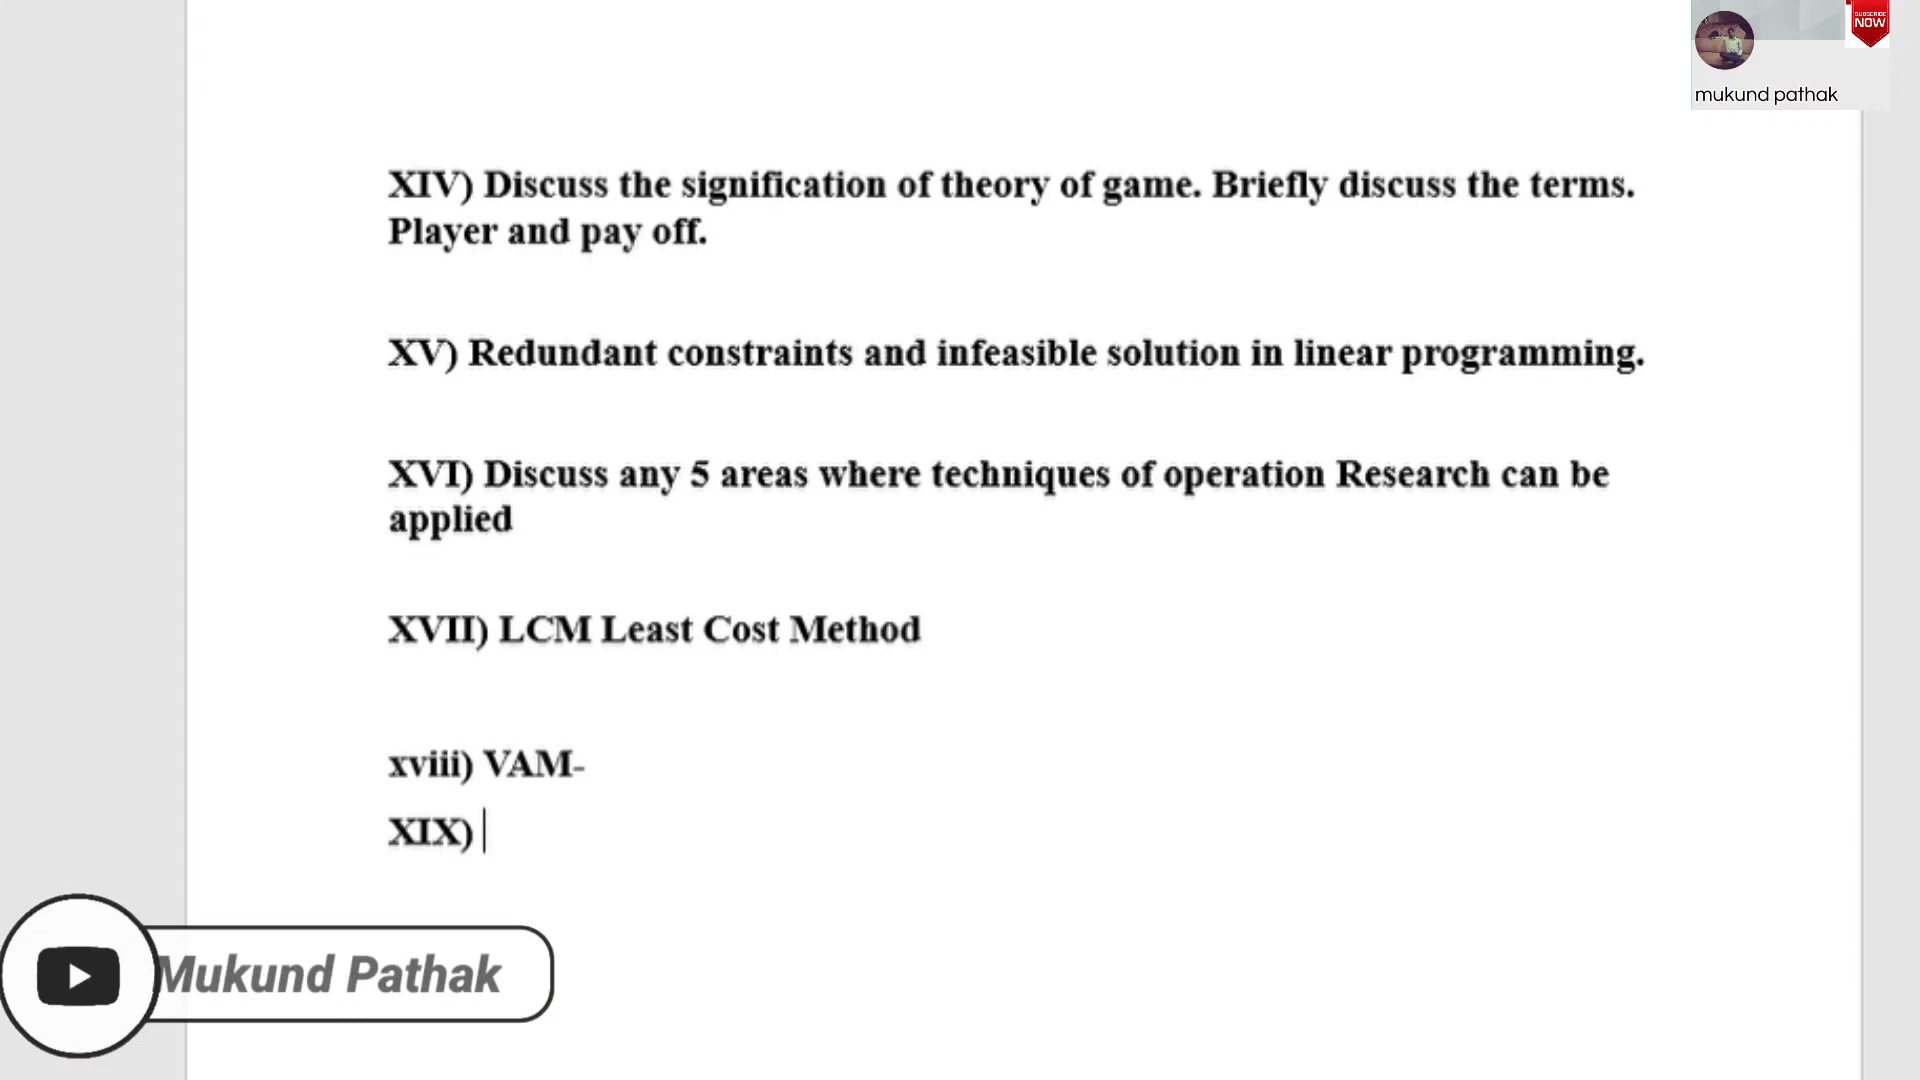 SUBSCRIBE
NOW
mukund pathak
XIV) Discuss the signification of theory of game. Briefly discuss the terms.
Player and pay off.
XV) Redundant constraints and infeasible solution in linear programming.
XVI) Discuss any 5 areas where techniques of operation Research can be
applied
XVII) LCM Least Cost Method
xviii) VAM-
XIX)
Mukund Pathak